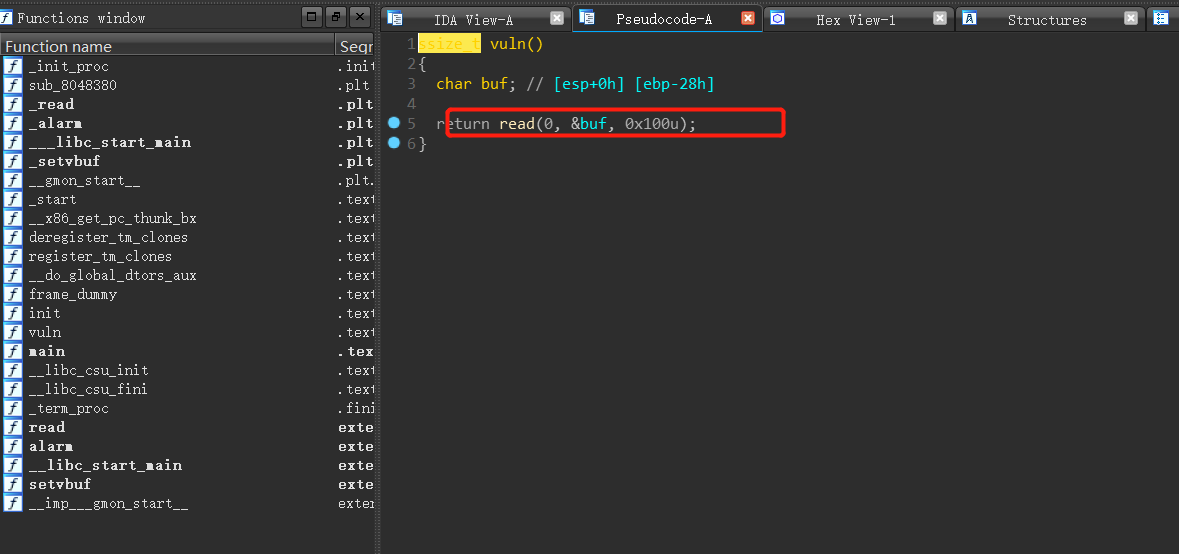 Functions window
Function name Segr
f _init_proc .init
f sub_8048380 .plt
f _read .plt
f _alarm .plt
f ___libc_start_main .plt
f _setvbuf .plt
f __gmon_start__ .plt.
f _start .text
f __x86_get_pc_thunk_bx .text
f deregister_tm_clones .text
f register_tm_clones .text
f __do_global_dtors_aux .text
f frame_dummy .text
f init .text
f vuln .text
f main .tex
f __libc_csu_init .text
f __libc_csu_fini .text
f _term_proc .fini
f read exte
f alarm exte
f __libc_start_main exte
f setvbuf exte
f __imp___gmon_start__ exter
IDA View-A Pseudocode-A Hex View-1 Structures
1 ssize_t vuln()
2 {
3 char buf; // [esp+0h] [ebp-28h]
4
5 return read(0, &buf, 0x100u);
6 }